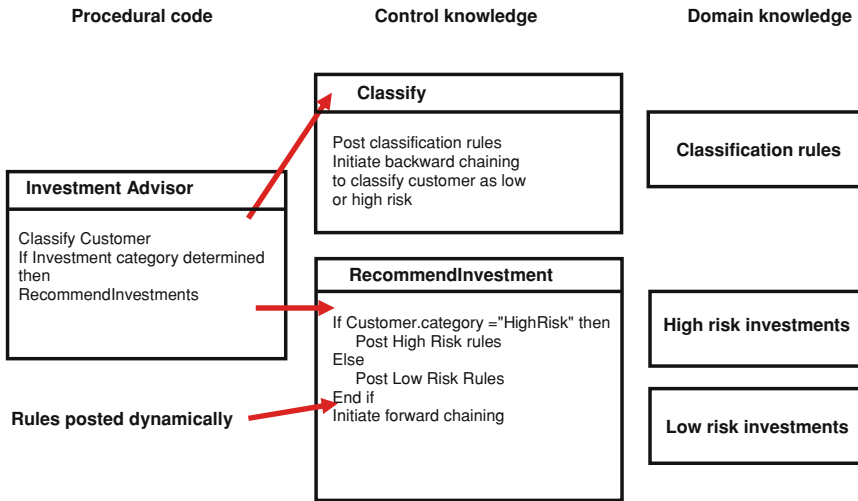 Procedural code
Control knowledge
Domain knowledge
Investment Advisor
Classify Customer
If Investment category determined
then
RecommendInvestments
Rules posted dynamically
Classify
Post classification rules
Initiate backward chaining
to classify customer as low
or high risk
RecommendInvestment
If Customer.category ="HighRisk" then
Post High Risk rules
Else
Post Low Risk Rules
End if
Initiate forward chaining
Classification rules
High risk investments
Low risk investments